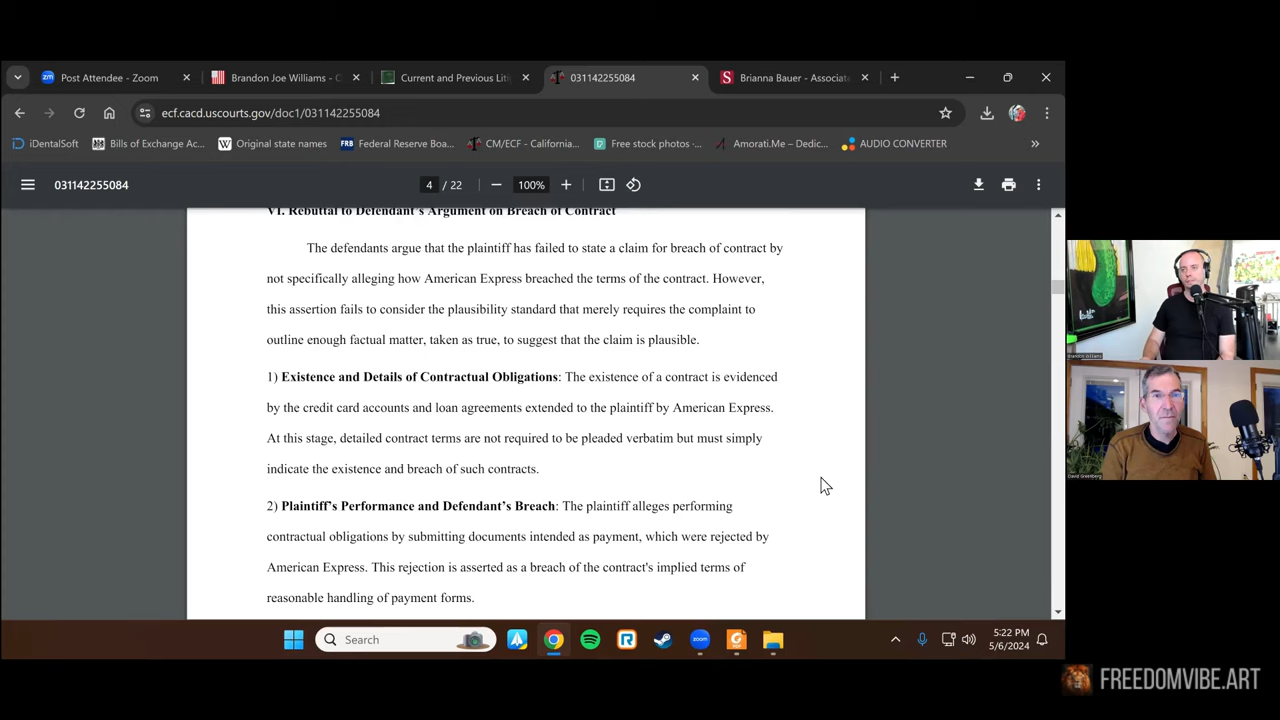 Post Attendee - Zoom
Brandon Joe Williams - C
Current and Previous Liti
031142255084
Brianna Bauer - Associat
ecf.cacd.uscourts.gov/doc1/031142255084
iDentalSoft
Bills of Exchange Ac...
Original state names
Federal Reserve Boa...
CM/ECF - California...
Free stock photos -...
Amorati.Me – Dedic...
AUDIO CONVERTER
031142255084
4 / 22
100%
VI. Rebuttal to Defendant's Argument on Breach of Contract
The defendants argue that the plaintiff has failed to state a claim for breach of contract by
not specifically alleging how American Express breached the terms of the contract. However,
this assertion fails to consider the plausibility standard that merely requires the complaint to
outline enough factual matter, taken as true, to suggest that the claim is plausible.
1) Existence and Details of Contractual Obligations: The existence of a contract is evidenced
by the credit card accounts and loan agreements extended to the plaintiff by American Express.
At this stage, detailed contract terms are not required to be pleaded verbatim but must simply
indicate the existence and breach of such contracts.
2) Plaintiff's Performance and Defendant's Breach: The plaintiff alleges performing
contractual obligations by submitting documents intended as payment, which were rejected by
American Express. This rejection is asserted as a breach of the contract's implied terms of
reasonable handling of payment forms.
Brandon Williams
David Greenberg
Search
5:22 PM
5/6/2024
FREEDOMVIBE.ART